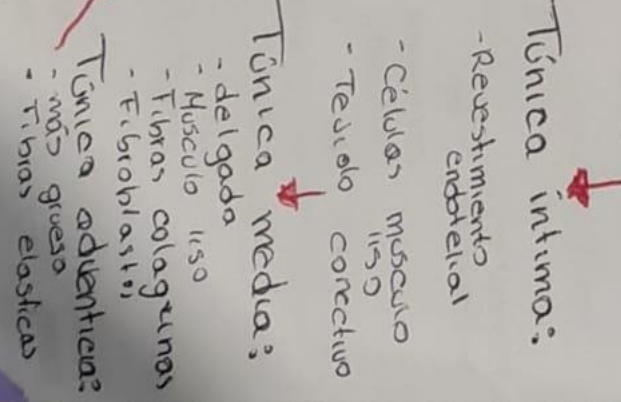 Túnica íntima:
- Revestimiento
endotelial
- Células musculo
liso
- Tejido conectivo
Túnica media:
- delgada
- Musculo liso
- Fibras colagenas
- Fibroblastos
Túnica adventicia:
- más gruesa
- Fibras elasticas